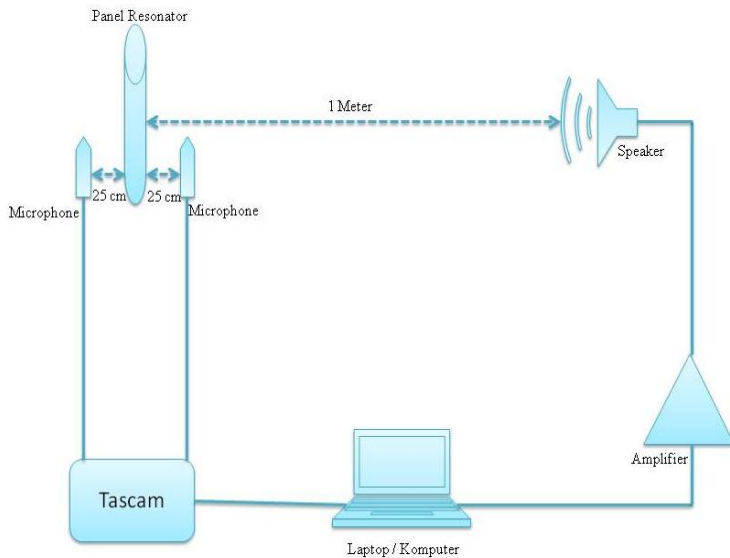 Panel Resonator
1 Meter
Speaker
25 cm
25 cm
Microphone
Microphone
Amplifier
Tascam
Laptop / Komputer